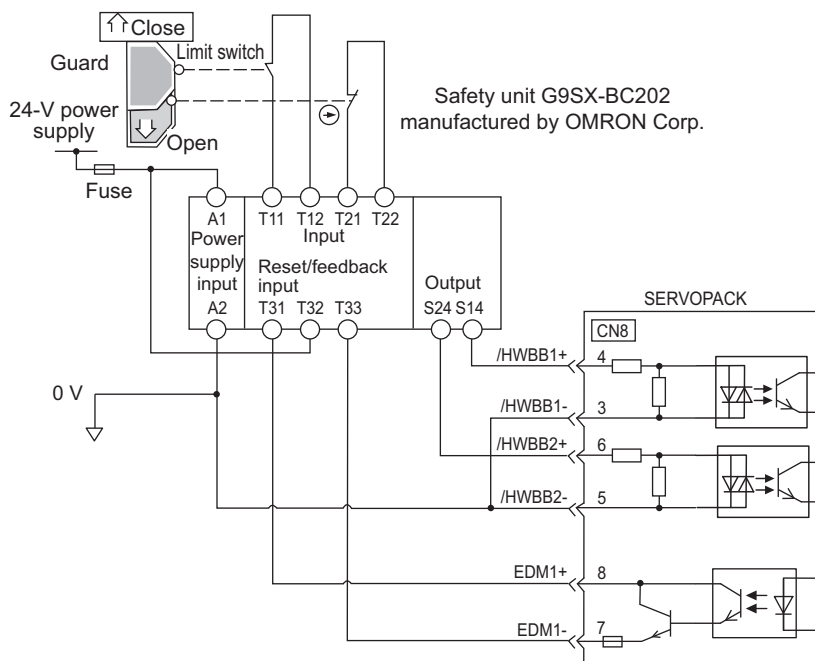 Close
Limit switch
Guard
24-V power
supply
Open
Fuse
Safety unit G9SX-BC202
manufactured by OMRON Corp.
A1 T11 T12 T21 T22
Power
supply
input
Input
Reset/feedback
input
Output
A2 T31 T32 T33 S24 S14
SERVOPACK
CN8
/HWBB1+ 4
0 V
/HWBB1- 3
/HWBB2+ 6
/HWBB2- 5
EDM1+ 8
EDM1- 7